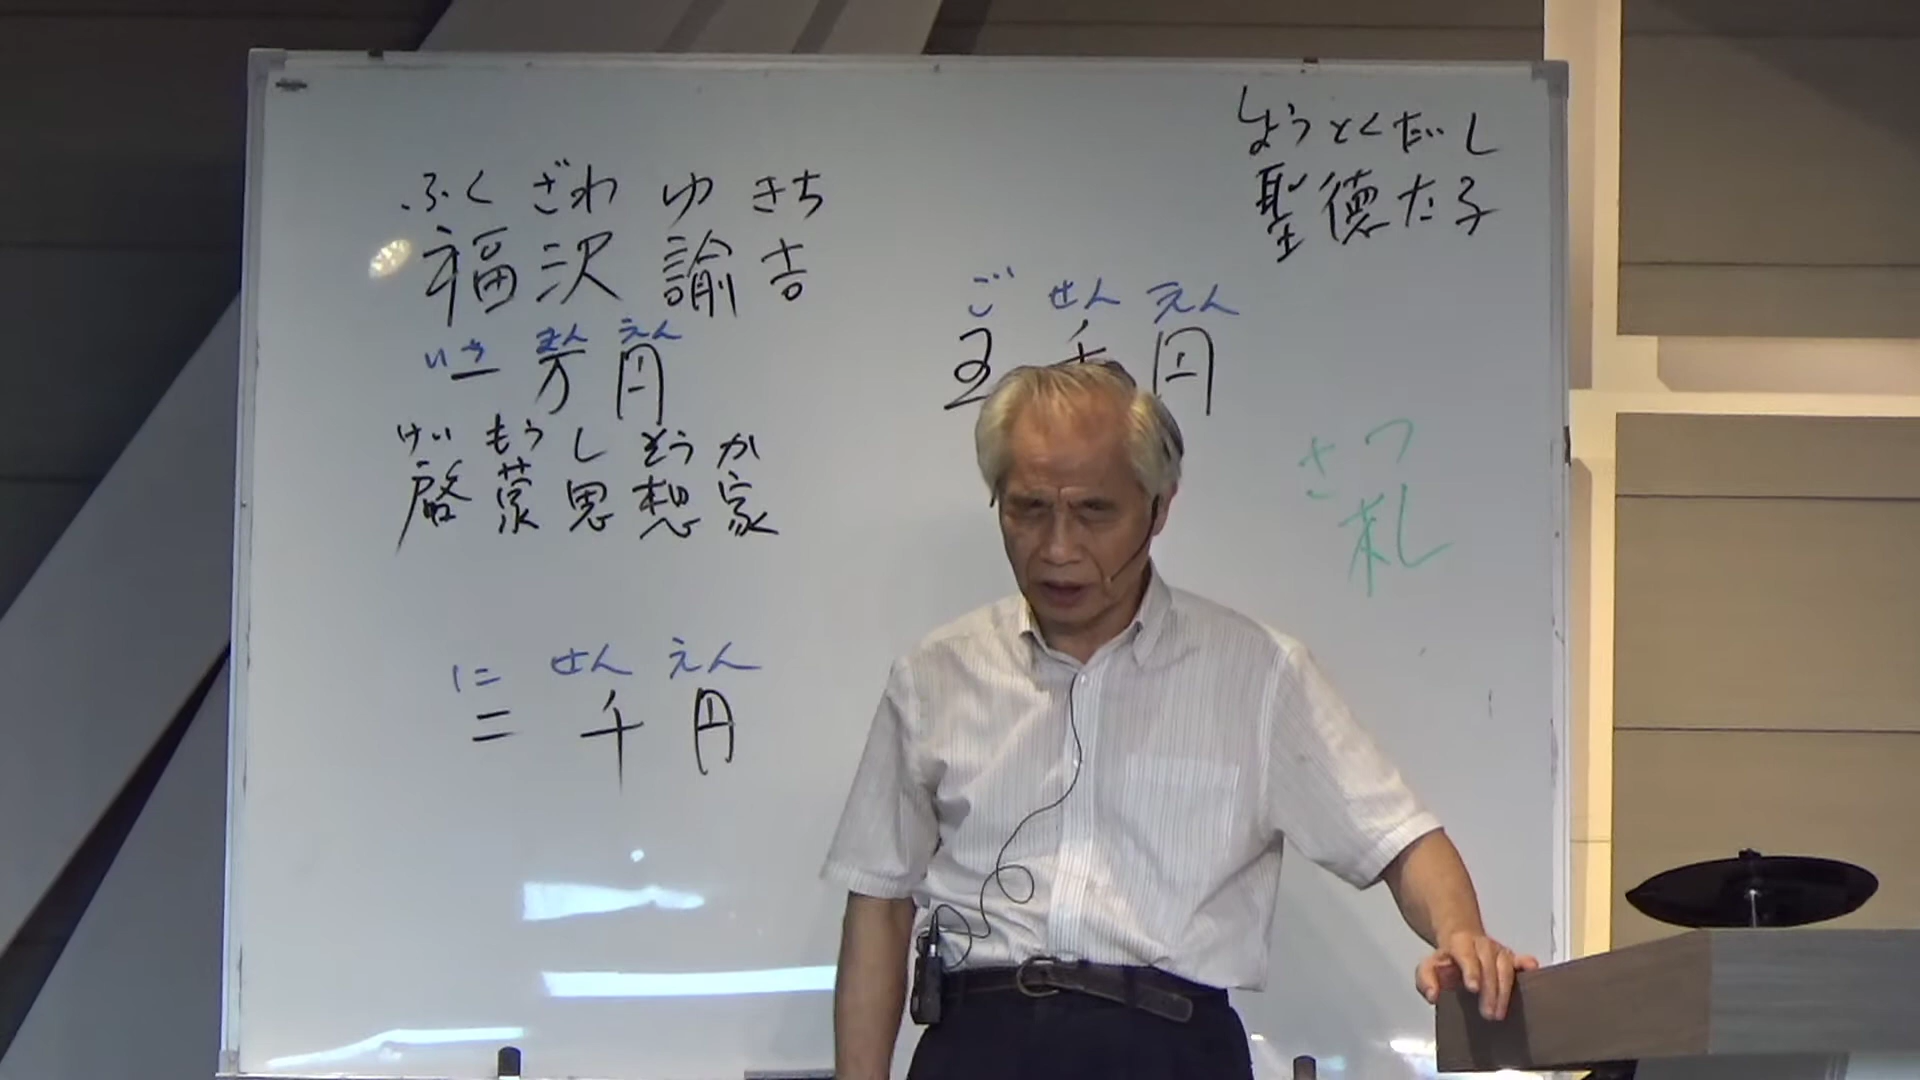 ふくざわゆきち
福沢諭吉
いちまんえん
一万円
けいもうしそうか
啓蒙思想家
にせんえん
二千円
しょうとくだいし
聖徳太子
ごせんえん
五千円
さつ
札